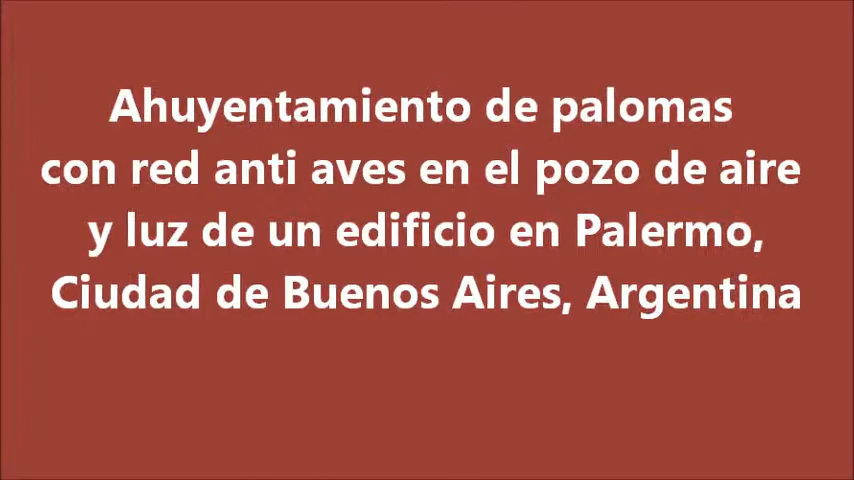 Ahuyentamiento de palomas
con red anti aves en el pozo de aire
y luz de un edificio en Palermo,
Ciudad de Buenos Aires, Argentina